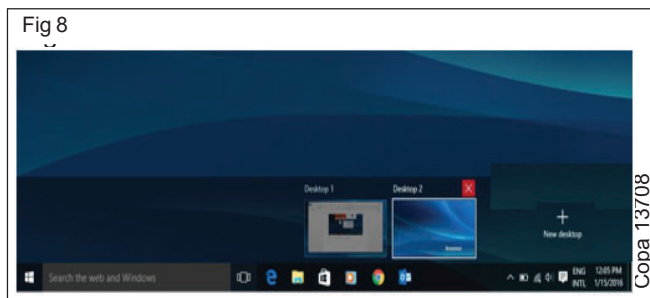 Fig 8
Desktop 1
Desktop 2
New desktop
Search the web and Windows
ENG
INTL
12:05 PM
1/15/2016
Copa 13708